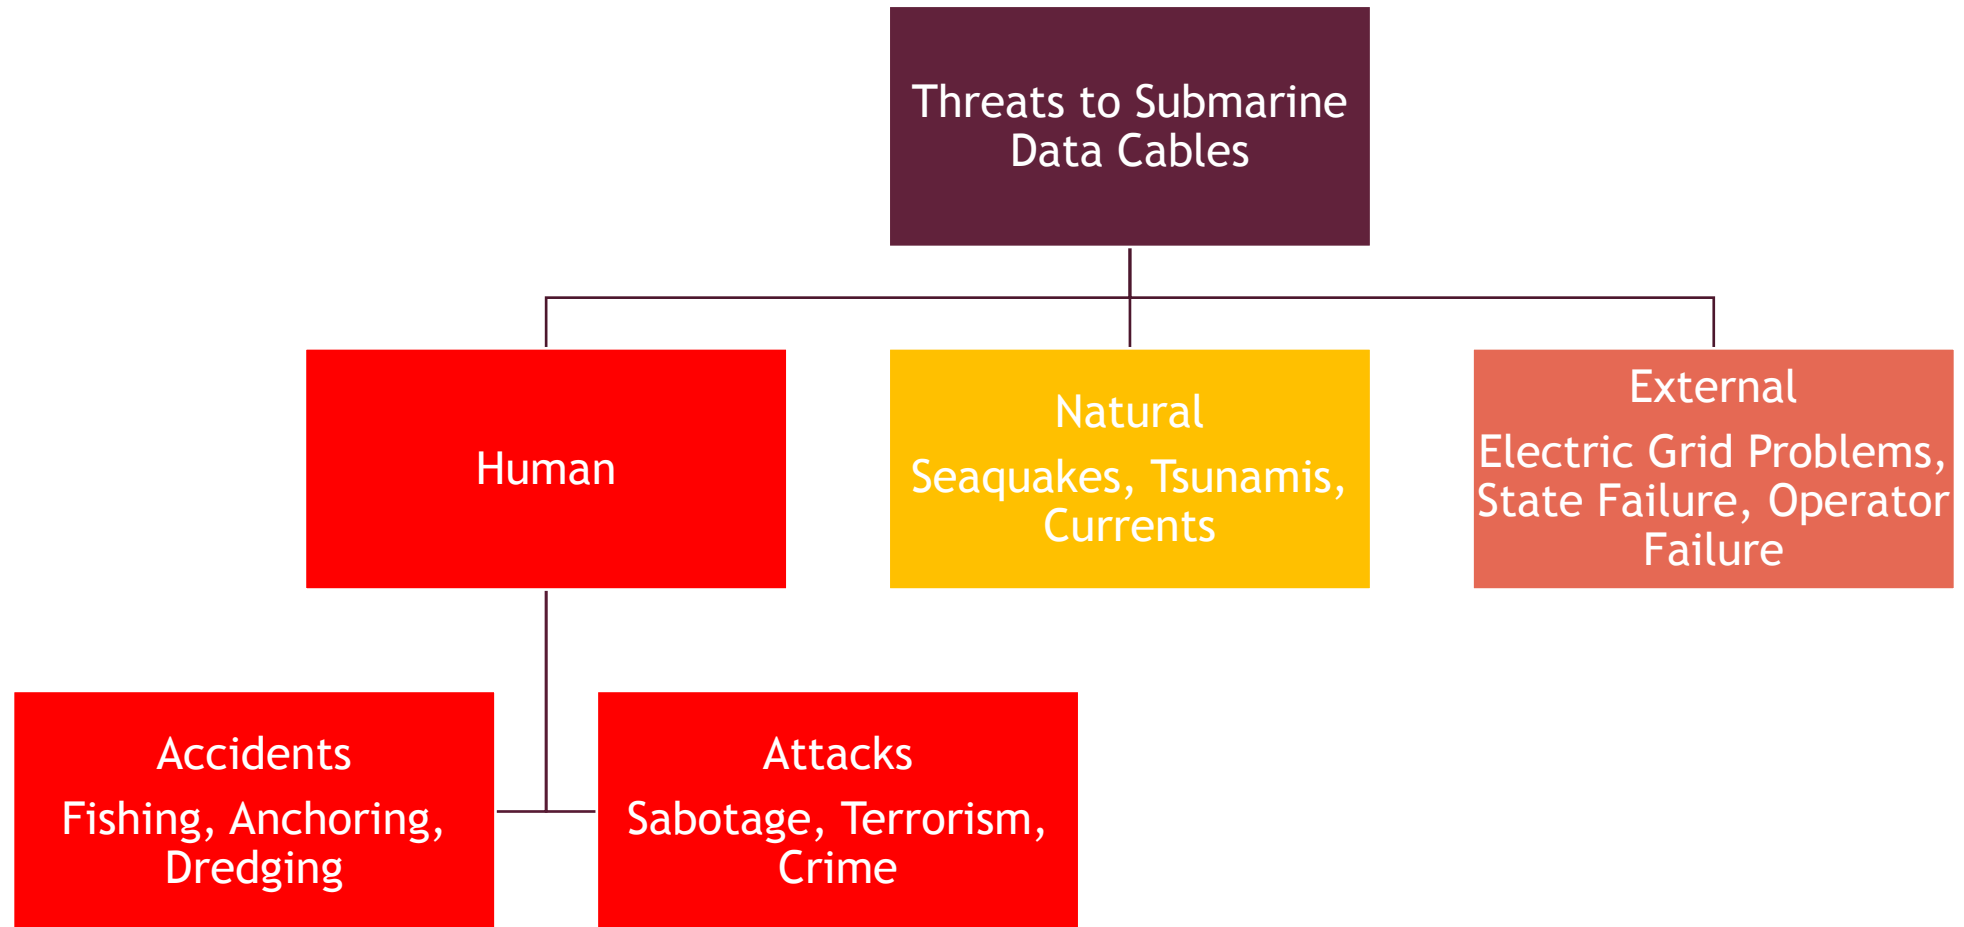 Threats to Submarine
Data Cables
Human
Natural
Seaquakes, Tsunamis,
Currents
External
Electric Grid Problems,
State Failure, Operator
Failure
Accidents
Fishing, Anchoring,
Dredging
Attacks
Sabotage, Terrorism,
Crime